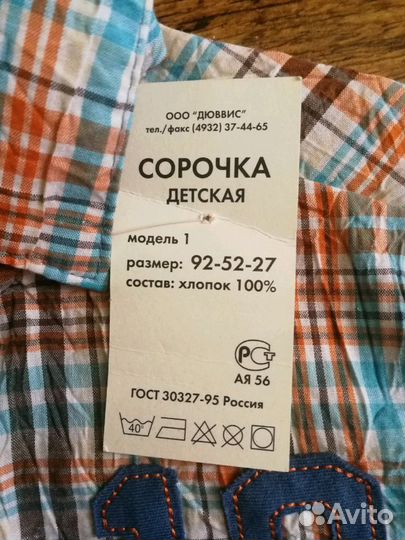 ООО "ДЮВВИС"
тел./факс (4932) 37-44-65
СОРОЧКА
ДЕТСКАЯ
модель 1
размер: 92-52-27
состав: хлопок 100%
РСТ
АЯ 56
ГОСТ 30327-95 Россия
40°
Avito